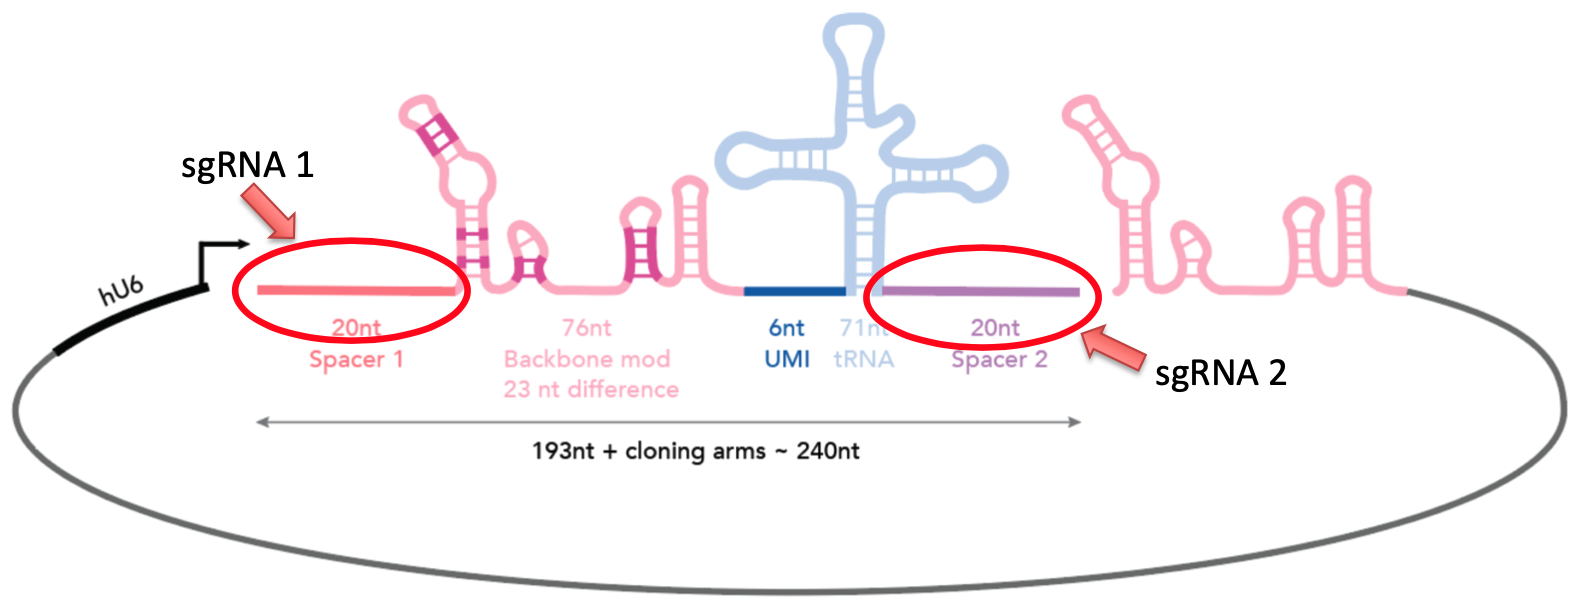 sgRNA 1
hU6
20nt
Spacer 1
76nt
Backbone mod
23 nt difference
6nt
UMI
71nt
tRNA
20nt
Spacer 2
sgRNA 2
193nt + cloning arms ~ 240nt